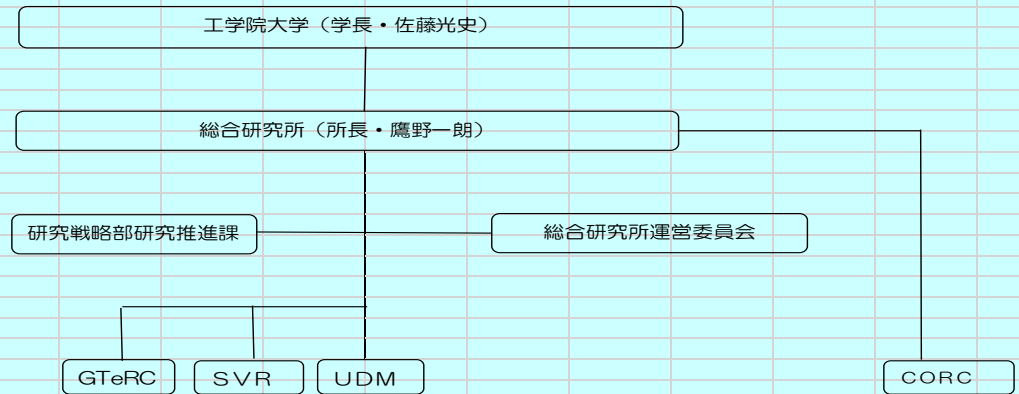 工学院大学（学長・佐藤光史）
総合研究所（所長・鷹野一朗）
研究戦略部研究推進課
総合研究所運営委員会
GTeRC
SVR
UDM
CORC